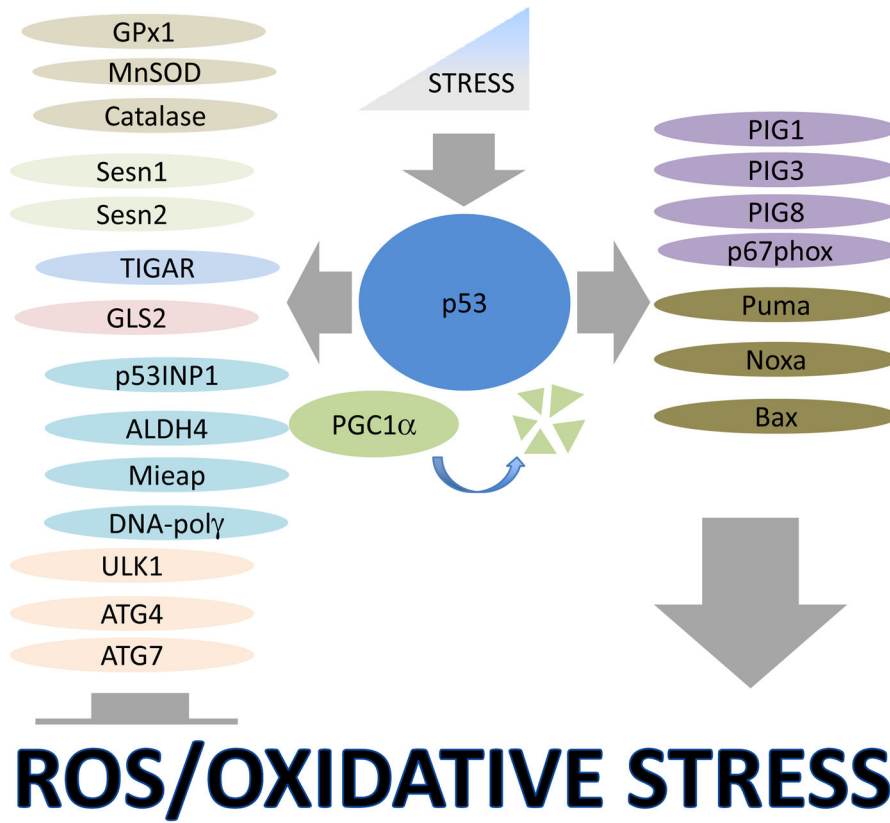 GPx1
MnSOD
Catalase
Sesn1
Sesn2
TIGAR
GLS2
p53INP1
ALDH4
Mieap
DNA-polγ
ULK1
ATG4
ATG7
STRESS
p53
PGC1α
PIG1
PIG3
PIG8
p67phox
Puma
Noxa
Bax
ROS/OXIDATIVE STRESS